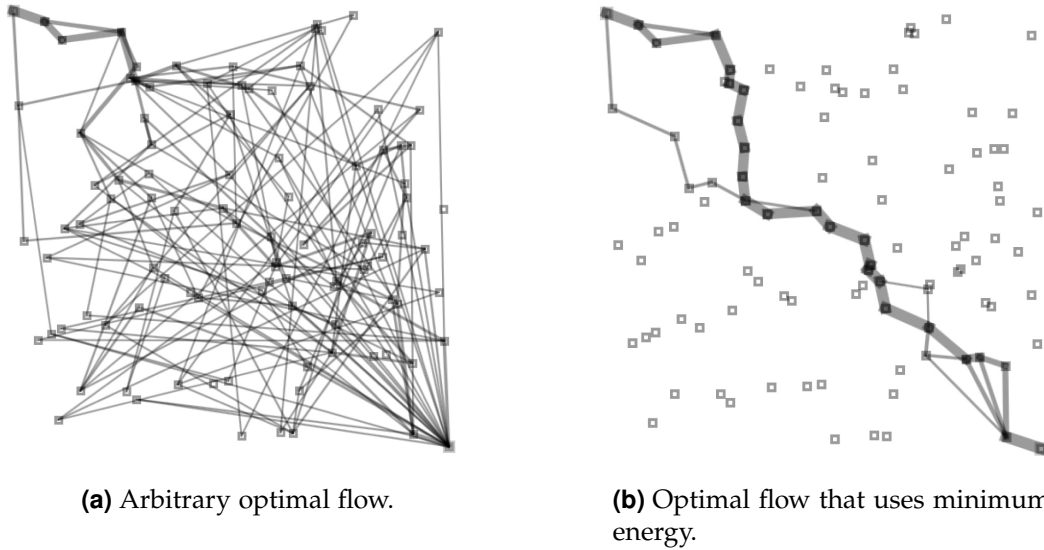 (a) Arbitrary optimal flow.
(b) Optimal flow that uses minimum
energy.